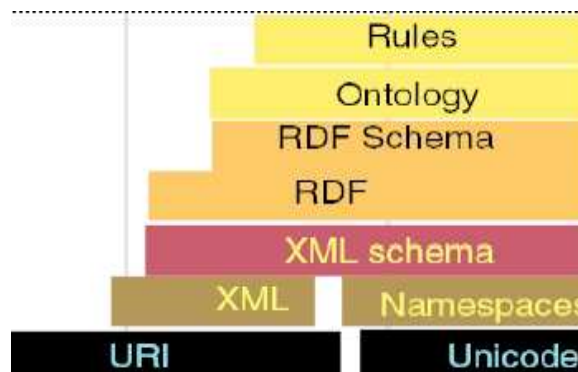 Rules
Ontology
RDF Schema
RDF
XML schema
XML Namespaces
URI Unicode